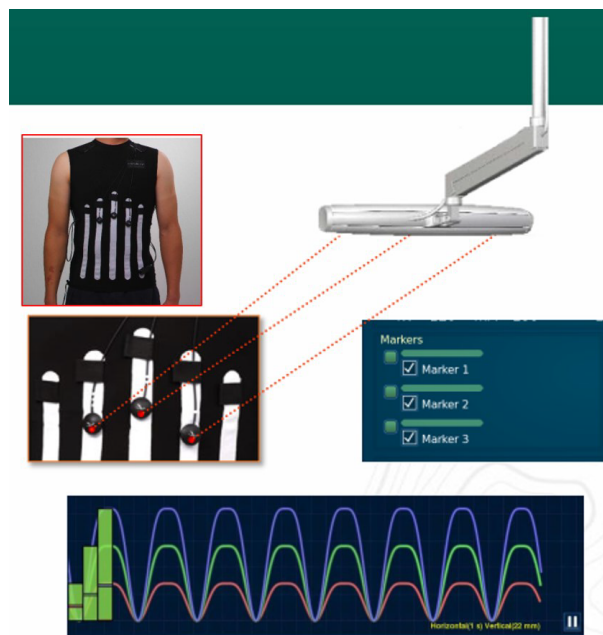 Markers
Marker 1
Marker 2
Marker 3
Horizontal(1 s) Vertical(22 mm)